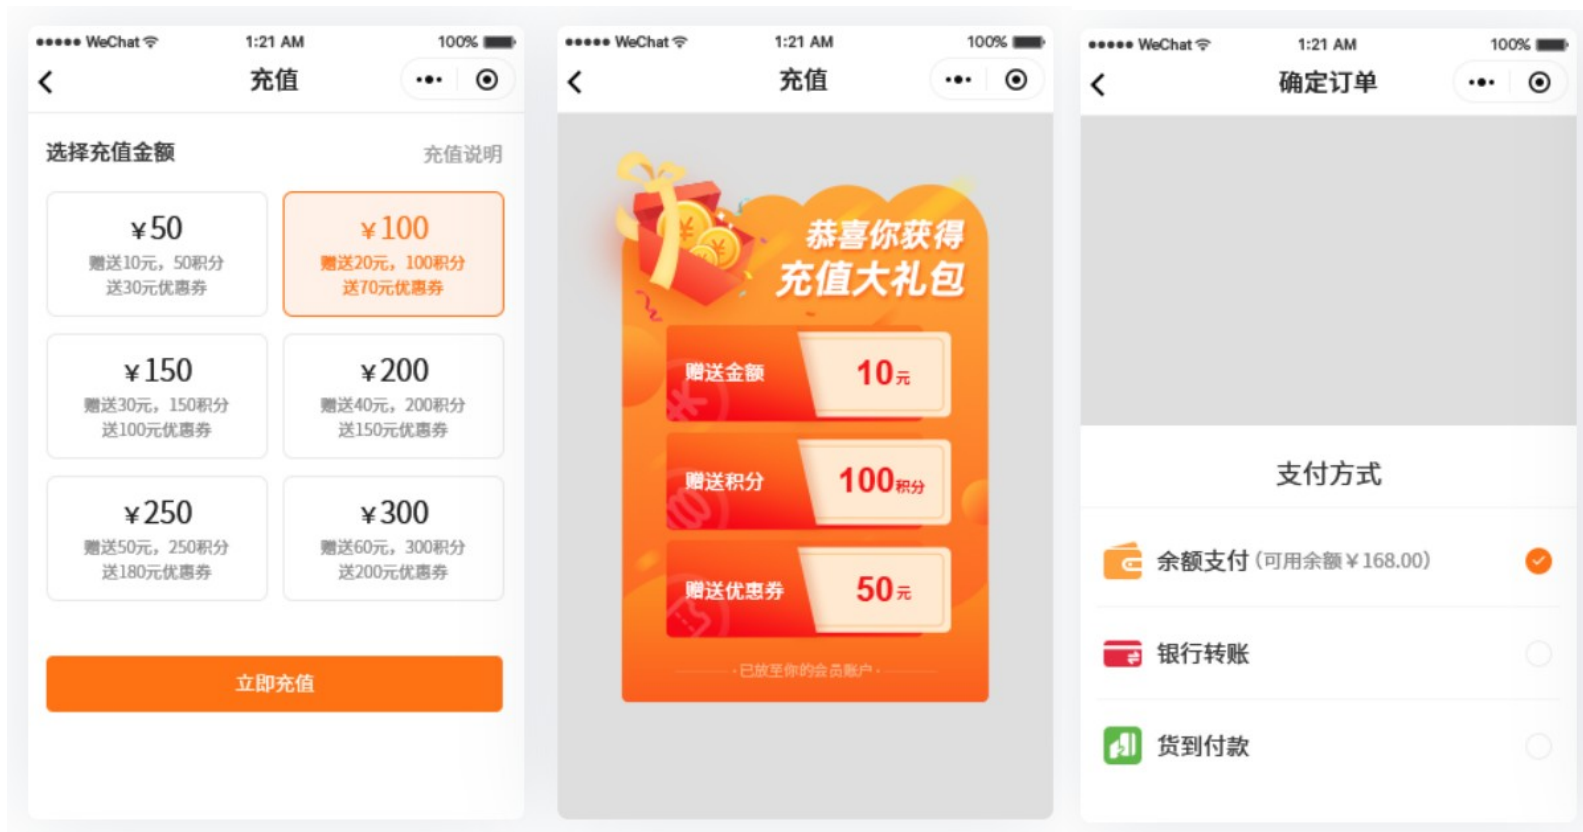 ●●●●● WeChat
1:21 AM
100%
充值
选择充值金额
充值说明
¥50
赠送10元，50积分
送30元优惠券
¥100
赠送20元，100积分
送70元优惠券
¥150
赠送30元，150积分
送100元优惠券
¥200
赠送40元，200积分
送150元优惠券
¥250
赠送50元，250积分
送180元优惠券
¥300
赠送60元，300积分
送200元优惠券
立即充值
●●●●● WeChat
1:21 AM
100%
充值
恭喜你获得
充值大礼包
赠送金额
10元
赠送积分
100积分
赠送优惠券
50元
·已放至你的会员账户·
●●●●● WeChat
1:21 AM
100%
确定订单
支付方式
余额支付(可用余额¥168.00)
银行转账
货到付款